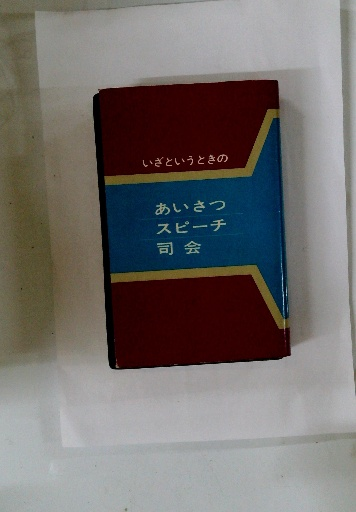 いざというときの
あいさつ
スピーチ
司会